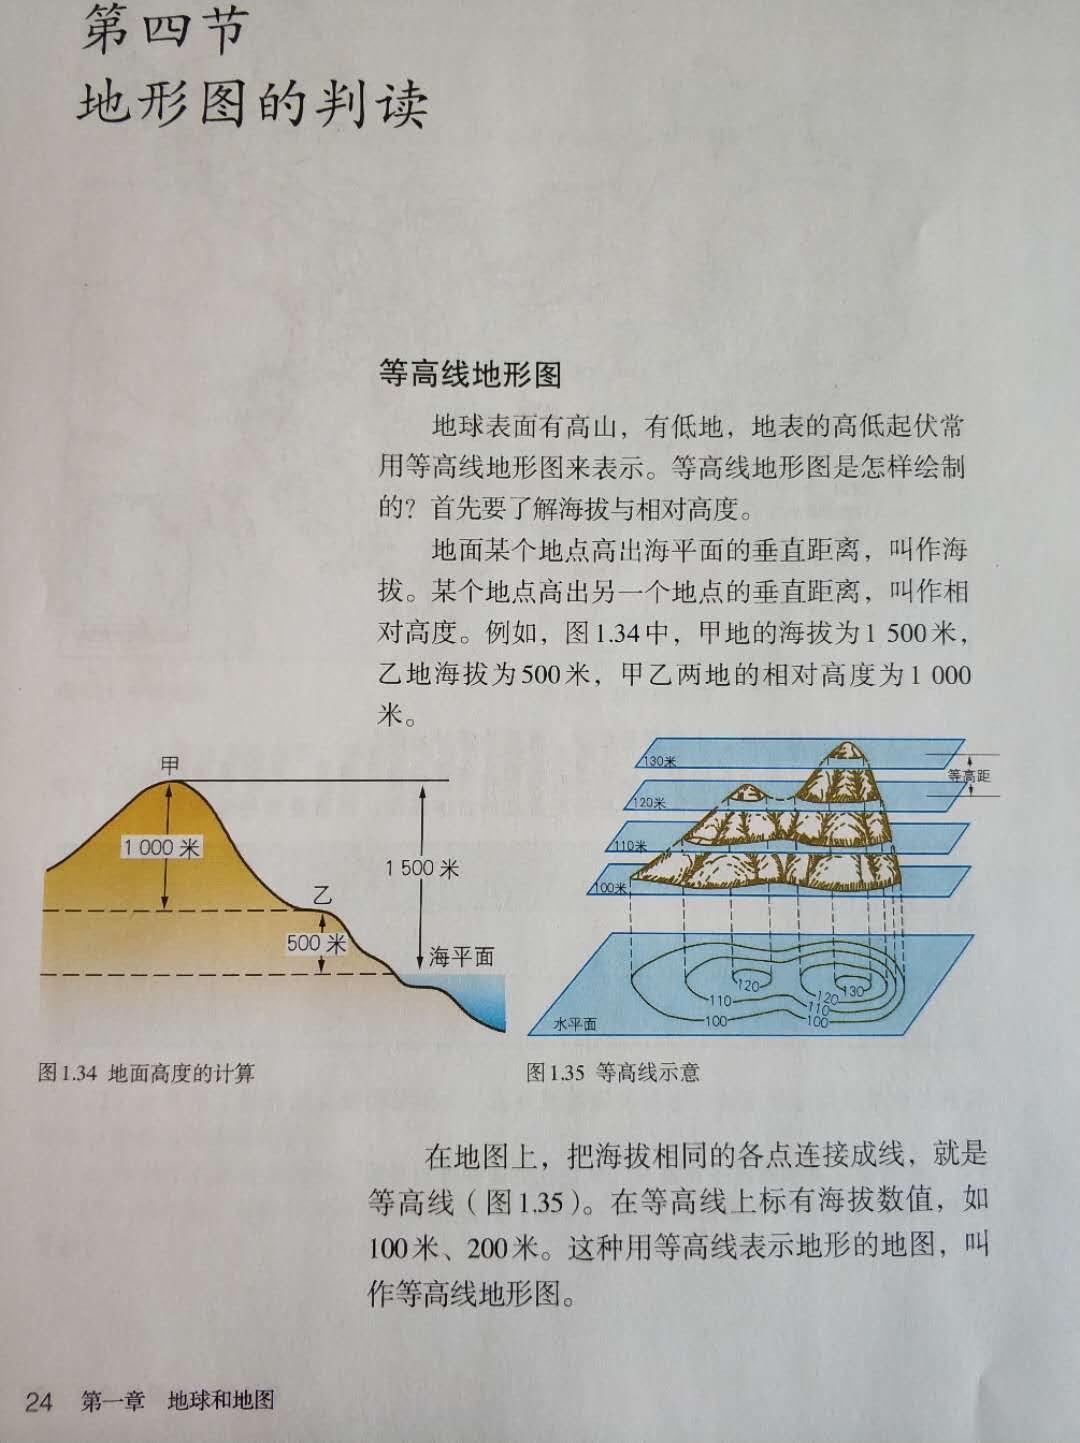 第四节
地形图的判读
等高线地形图
地球表面有高山，有低地，地表的高低起伏常
用等高线地形图来表示。等高线地形图是怎样绘制
的？首先要了解海拔与相对高度。
地面某个地点高出海平面的垂直距离，叫作海
拔。某个地点高出另一个地点的垂直距离，叫作相
对高度。例如，图1.34中，甲地的海拔为1 500米，
乙地海拔为500米，甲乙两地的相对高度为1 000
米。
甲
1 000 米
1 500 米
乙
500 米
海平面
图1.34 地面高度的计算
130米
等高距
120米
110米
100米
120
130
110
120
110
100
100
水平面
图1.35 等高线示意
在地图上，把海拔相同的各点连接成线，就是
等高线（图1.35）。在等高线上标有海拔数值，如
100米、200米。这种用等高线表示地形的地图，叫
作等高线地形图。
24 第一章 地球和地图